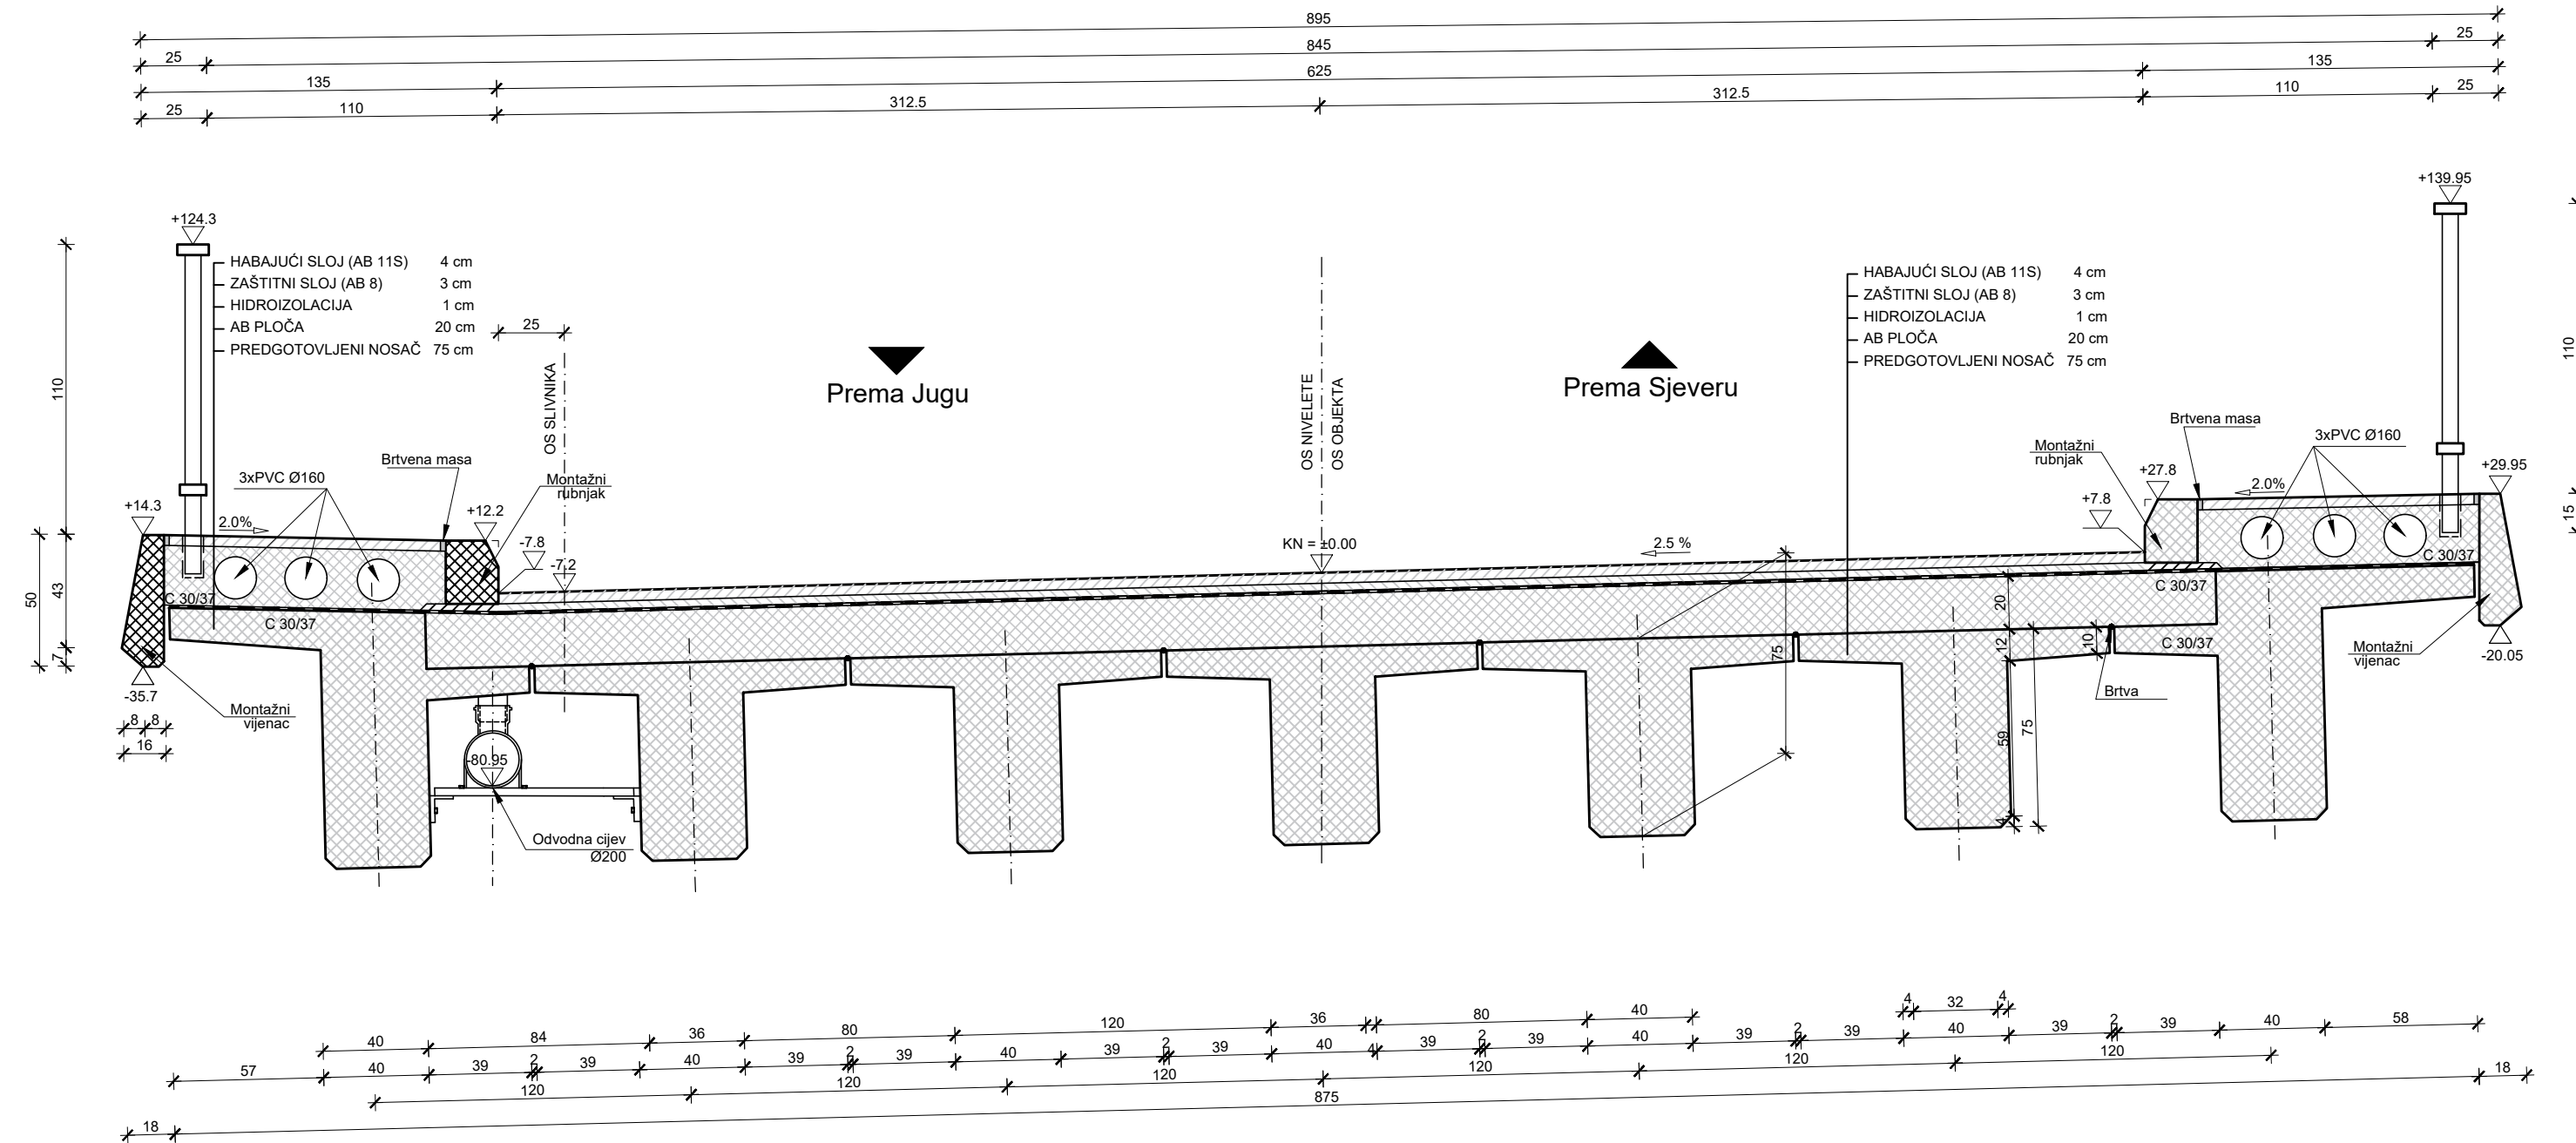 895
25 845 25
135 625 135
25 110 312.5 312.5 110 25
+139.95
+124.3
HABAJUĆI SLOJ (AB 11S) 4 cm
ZAŠTITNI SLOJ (AB 8) 3 cm
HIDROIZOLACIJA 1 cm
AB PLOČA 20 cm
PREDGOTOVLJENI NOSAČ 75 cm
25
OS SLIVNIKA
Prema Jugu
OS NIVELETE
OS OBJEKTA
Prema Sjeveru
HABAJUĆI SLOJ (AB 11S) 4 cm
ZAŠTITNI SLOJ (AB 8) 3 cm
HIDROIZOLACIJA 1 cm
AB PLOČA 20 cm
PREDGOTOVLJENI NOSAČ 75 cm
110
110
Brtvena masa
3xPVC Ø160
Montažni
rubnjak
+14.3
2.0%
+12.2
-7.8
-7.2
KN = ±0.00
2.5 %
Brtvena masa
3xPVC Ø160
Montažni
rubnjak
+27.8
+7.8
2.0%
+29.95
15
C 30/37
C 30/37
C 30/37
C 30/37
C 30/37
50
43
7
-35.7
8 8
16
Montažni
vijenac
-80.95
Odvodna cijev
Ø200
75
20
12
10
59
75
4
Brtva
Montažni
vijenac
-20.05
4 32 4
40 84 36 80 120 36 80 40
57 40 39 2 39 40 39 2 39 40 39 2 39 40 4 39 2 39 40 39 2 39 40 39 2 39 40 58
120 120 120 120 120 120
18 875 18